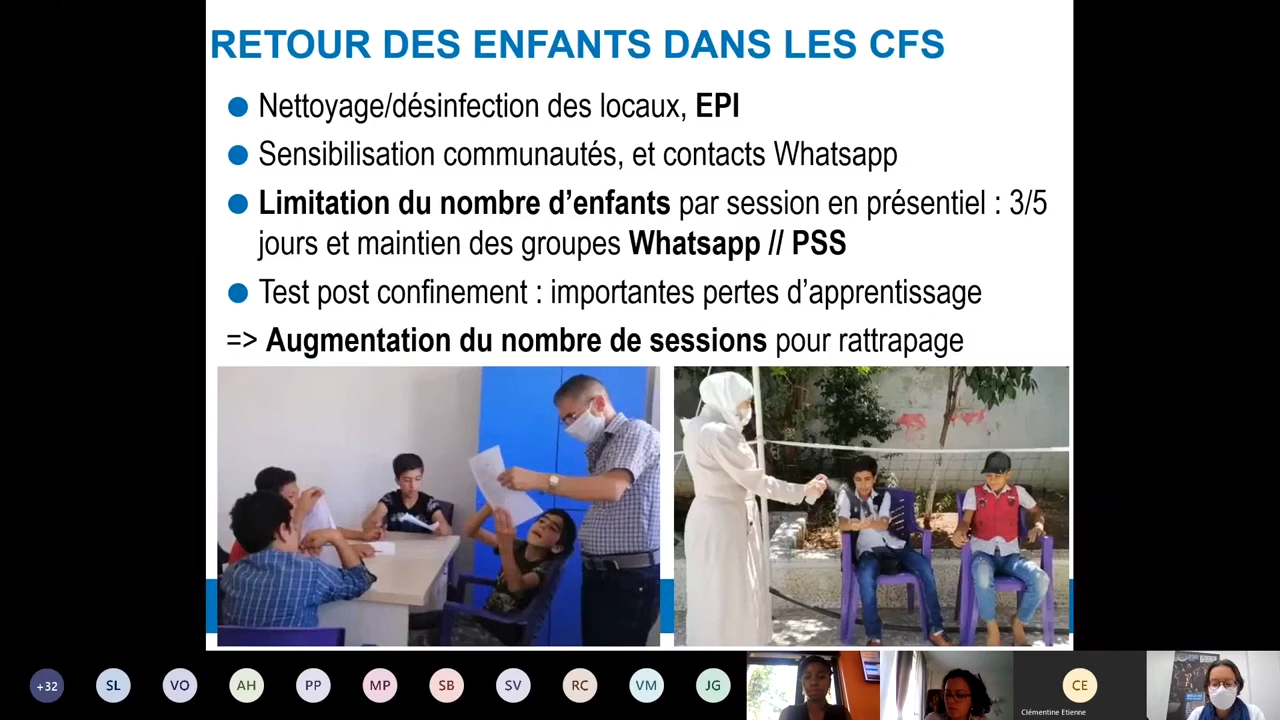 RETOUR DES ENFANTS DANS LES CFS
Nettoyage/désinfection des locaux, EPI
Sensibilisation communautés, et contacts Whatsapp
Limitation du nombre d’enfants par session en présentiel : 3/5
jours et maintien des groupes Whatsapp // PSS
Test post confinement : importantes pertes d’apprentissage
=> Augmentation du nombre de sessions pour rattrapage
+32
SL
VO
AH
PP
MP
SB
SV
RC
VM
JG
CE
Clémentine Etienne